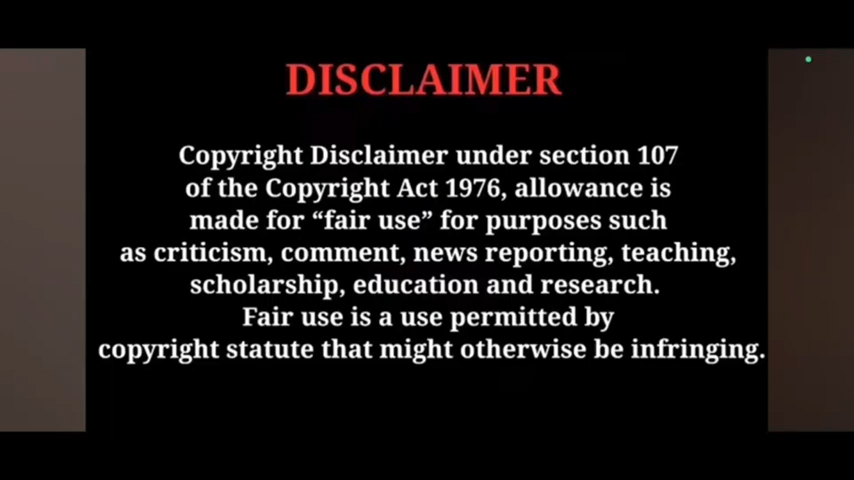 DISCLAIMER
Copyright Disclaimer under section 107
of the Copyright Act 1976, allowance is
made for “fair use” for purposes such
as criticism, comment, news reporting, teaching,
scholarship, education and research.
Fair use is a use permitted by
copyright statute that might otherwise be infringing.